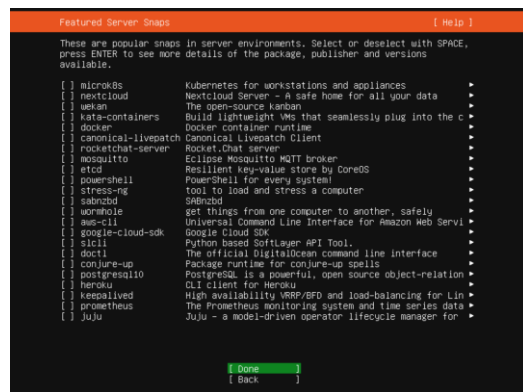 Featured Server Snaps [ Help ]
These are popular snaps in server environments. Select or deselect with SPACE,
press ENTER to see more details of the package, publisher and versions
available.
[ ] microk8s Kubernetes for workstations and appliances ▸
[ ] nextcloud Nextcloud Server - A safe home for all your data ▸
[ ] wekan The open-source kanban ▸
[ ] kata-containers Build lightweight VMs that seamlessly plug into the c ▸
[ ] docker Docker container runtime ▸
[ ] canonical-livepatch Canonical Livepatch Client ▸
[ ] rocketchat-server Rocket.Chat server ▸
[ ] mosquitto Eclipse Mosquitto MQTT broker ▸
[ ] etcd Resilient key-value store by CoreOS ▸
[ ] powershell PowerShell for every system! ▸
[ ] stress-ng tool to load and stress a computer ▸
[ ] sabnzbd SABnzbd ▸
[ ] wormhole get things from one computer to another, safely ▸
[ ] aws-cli Universal Command Line Interface for Amazon Web Servi ▸
[ ] google-cloud-sdk Google Cloud SDK ▸
[ ] slcli Python based SoftLayer API Tool. ▸
[ ] doctl The official DigitalOcean command line interface ▸
[ ] conjure-up Package runtime for conjure-up spells ▸
[ ] postgresql10 PostgreSQL is a powerful, open source object-relation ▸
[ ] heroku CLI client for Heroku ▸
[ ] keepalived High availability VRRP/BFD and load-balancing for Lin ▸
[ ] prometheus The Prometheus monitoring system and time series data ▸
[ ] juju Juju - a model-driven operator lifecycle manager for ▸
[ Done ]
[ Back ]